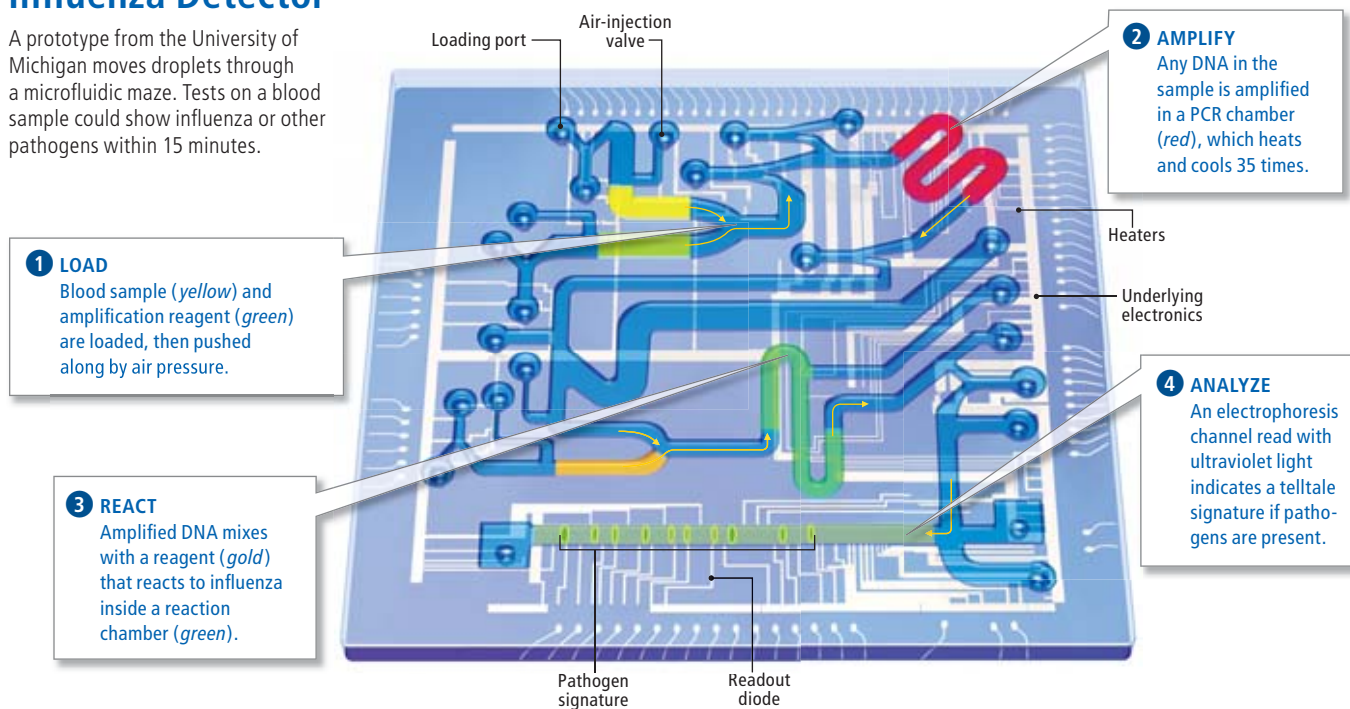 Influenza Detector
A prototype from the University of
Michigan moves droplets through
a microfluidic maze. Tests on a blood
sample could show influenza or other
pathogens within 15 minutes.
Loading port
Air-injection
valve
2 AMPLIFY
Any DNA in the
sample is amplified
in a PCR chamber
(red), which heats
and cools 35 times.
Heaters
Underlying
electronics
1 LOAD
Blood sample (yellow) and
amplification reagent (green)
are loaded, then pushed
along by air pressure.
4 ANALYZE
An electrophoresis
channel read with
ultraviolet light
indicates a telltale
signature if patho-
gens are present.
3 REACT
Amplified DNA mixes
with a reagent (gold)
that reacts to influenza
inside a reaction
chamber (green).
Pathogen
signature
Readout
diode